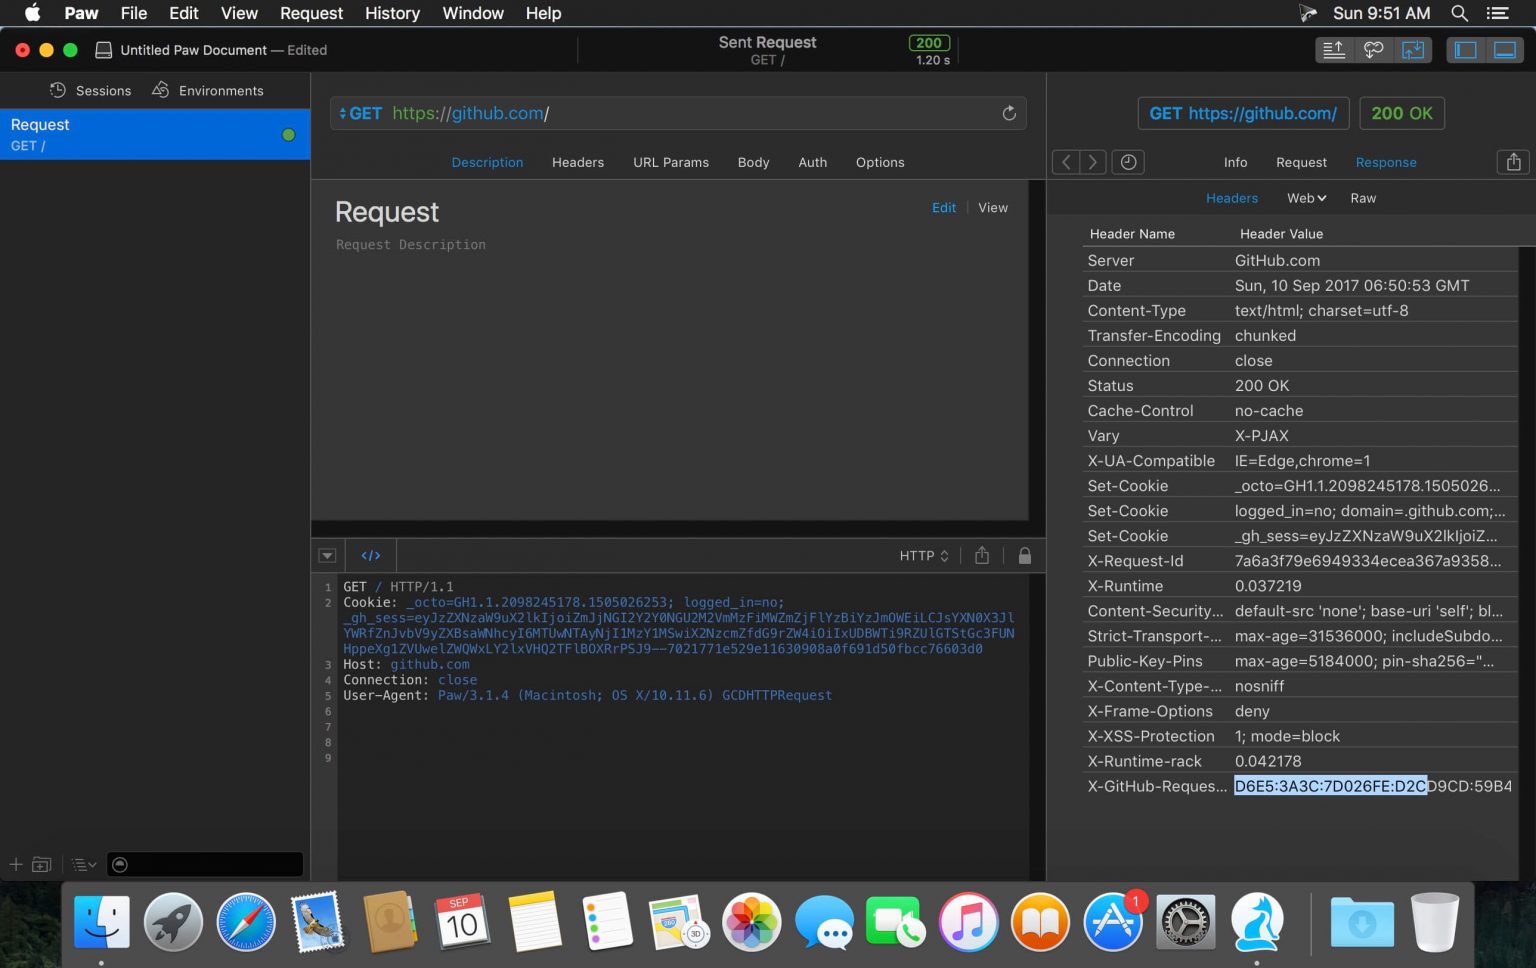 Paw File Edit View Request History Window Help Sun 9:51 AM
Untitled Paw Document — Edited
Sent Request
GET /
200
1.20 s
Sessions Environments
Request
GET /
GET https://github.com/
Description Headers URL Params Body Auth Options
Request
Edit View
Request Description
HTTP
1 GET / HTTP/1.1
2 Cookie: _octo=GH1.1.2098245178.1505026253; logged_in=no;
_gh_sess=eyJzZXNzaW9uX2lkIjoiZmJjNGI2Y2Y0NGU2M2VmMzFiMWZmZjFlYzBiYzJmOWEiLCJsYXN0X3Jl
YWRfZnJvbV9yZXBsaWNhcyI6MTUwNTAyNjI1MzY1MSwiX2NzcmZfdG9rZW4iOiIxUDBWTi9RZUlGTStGc3FUN
HppeXg1ZVUwelZWQWxLY2lxVHQ2TFlBOXRrPSJ9--7021771e529e11630908a0f691d50fbcc76603d0
3 Host: github.com
4 Connection: close
5 User-Agent: Paw/3.1.4 (Macintosh; OS X/10.11.6) GCDHTTPRequest
6
7
8
9
GET https://github.com/ 200 OK
Info Request Response
Headers Web Raw
Header Name Header Value
Server GitHub.com
Date Sun, 10 Sep 2017 06:50:53 GMT
Content-Type text/html; charset=utf-8
Transfer-Encoding chunked
Connection close
Status 200 OK
Cache-Control no-cache
Vary X-PJAX
X-UA-Compatible IE=Edge,chrome=1
Set-Cookie _octo=GH1.1.2098245178.1505026...
Set-Cookie logged_in=no; domain=.github.com;...
Set-Cookie _gh_sess=eyJzZXNzaW9uX2lkIjoiZ...
X-Request-Id 7a6a3f79e6949334ecea367a9358...
X-Runtime 0.037219
Content-Security... default-src 'none'; base-uri 'self'; bl...
Strict-Transport-... max-age=31536000; includeSubdo...
Public-Key-Pins max-age=5184000; pin-sha256="...
X-Content-Type-... nosniff
X-Frame-Options deny
X-XSS-Protection 1; mode=block
X-Runtime-rack 0.042178
X-GitHub-Reques... D6E5:3A3C:7D026FE:D2CD9CD:59B4
SEP
10
3D
1